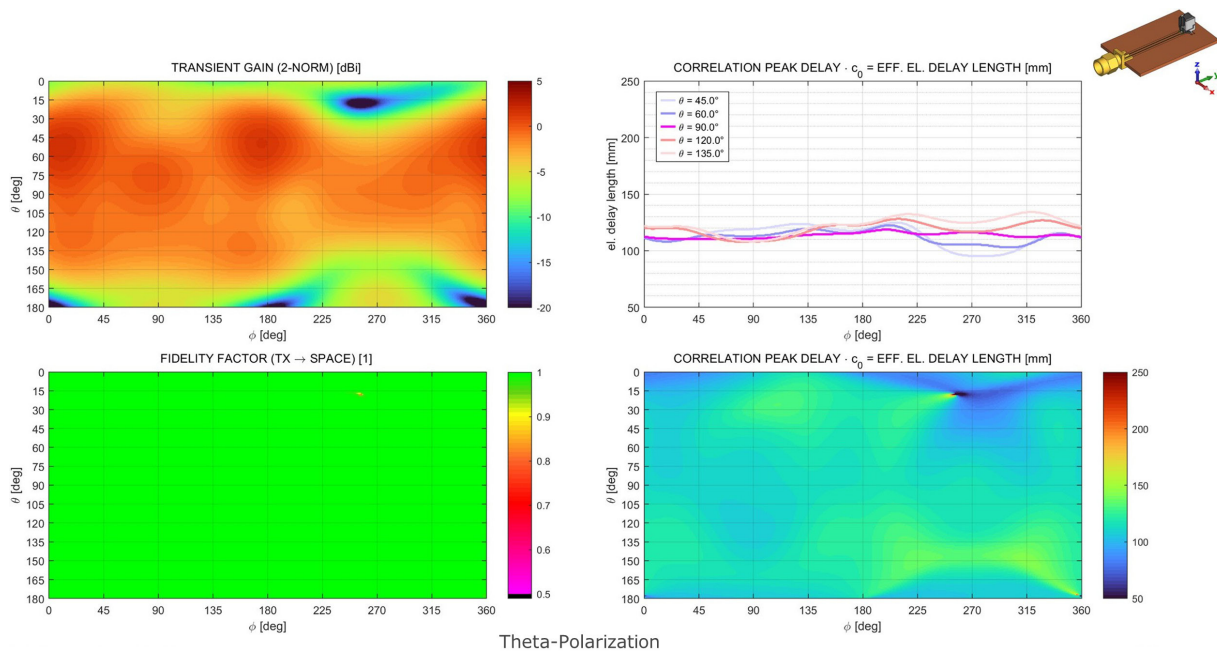 TRANSIENT GAIN (2-NORM) [dBi]
0
15
30
45
60
75
90
105
120
135
150
165
180
θ [deg]
0 45 90 135 180 225 270 315 360
ϕ [deg]
5
0
-5
-10
-15
-20
CORRELATION PEAK DELAY · c₀ = EFF. EL. DELAY LENGTH [mm]
250
200
150
100
50
el. delay length [mm]
θ = 45.0°
θ = 60.0°
θ = 90.0°
θ = 120.0°
θ = 135.0°
0 45 90 135 180 225 270 315 360
ϕ [deg]
z
y
x
FIDELITY FACTOR (TX → SPACE) [1]
0
15
30
45
60
75
90
105
120
135
150
165
180
θ [deg]
0 45 90 135 180 225 270 315 360
ϕ [deg]
1
0.9
0.8
0.7
0.6
0.5
CORRELATION PEAK DELAY · c₀ = EFF. EL. DELAY LENGTH [mm]
0
15
30
45
60
75
90
105
120
135
150
165
180
θ [deg]
0 45 90 135 180 225 270 315 360
ϕ [deg]
250
200
150
100
50
Theta-Polarization